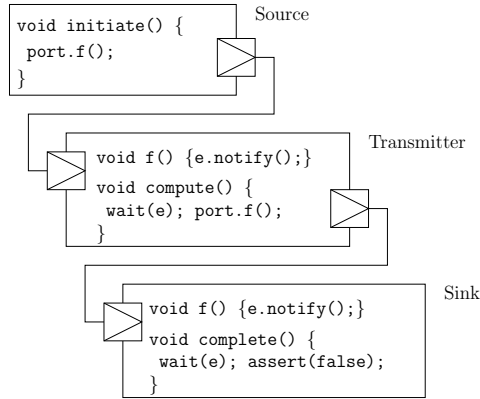 Source
void initiate() {
port.f();
}
Transmitter
void f() {e.notify();}
void compute() {
wait(e); port.f();
}
Sink
void f() {e.notify();}
void complete() {
wait(e); assert(false);
}